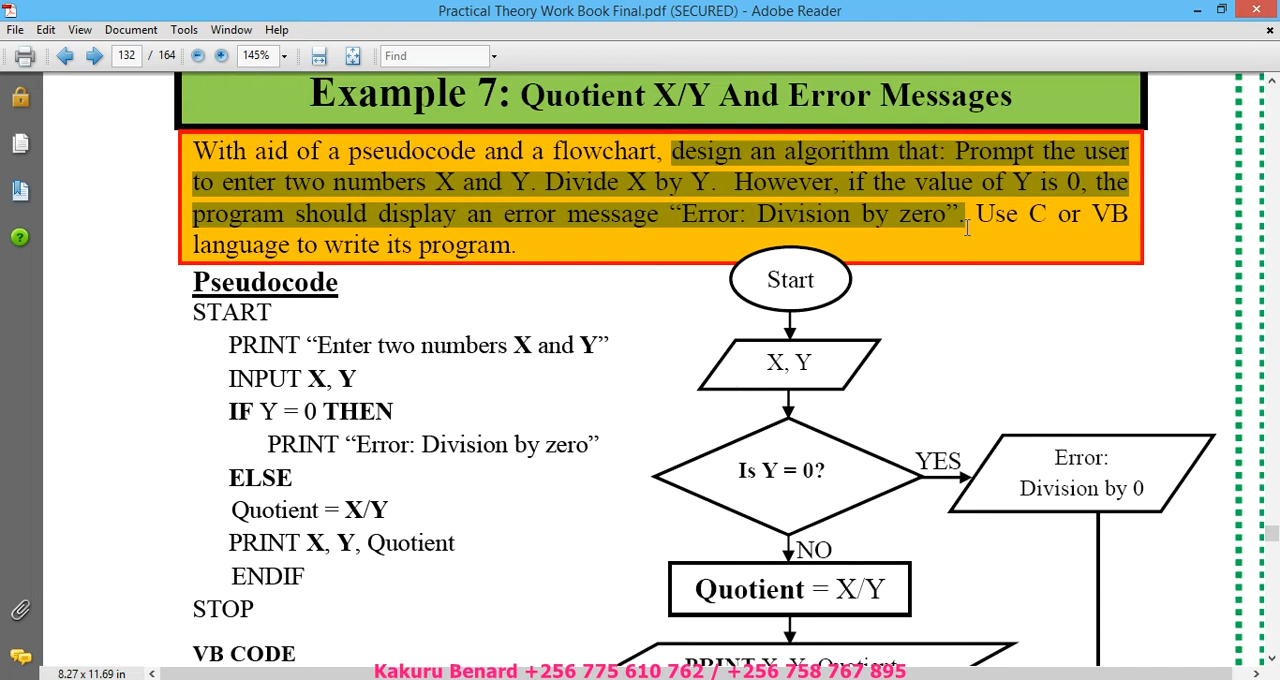 Practical Theory Work Book Final.pdf (SECURED) - Adobe Reader
File Edit View Document Tools Window Help
132 / 164 145% Find
Example 7: Quotient X/Y And Error Messages
With aid of a pseudocode and a flowchart, design an algorithm that: Prompt the user
to enter two numbers X and Y. Divide X by Y. However, if the value of Y is 0, the
program should display an error message “Error: Division by zero”. Use C or VB
language to write its program.
Pseudocode
START
PRINT “Enter two numbers X and Y”
INPUT X, Y
IF Y = 0 THEN
PRINT “Error: Division by zero”
ELSE
Quotient = X/Y
PRINT X, Y, Quotient
ENDIF
STOP
VB CODE
Start
X, Y
Is Y = 0?
YES
Error:
Division by 0
NO
Quotient = X/Y
PRINT X, Y, Quotient
8.27 x 11.69 in
Kakuru Benard +256 775 610 762 / +256 758 767 895